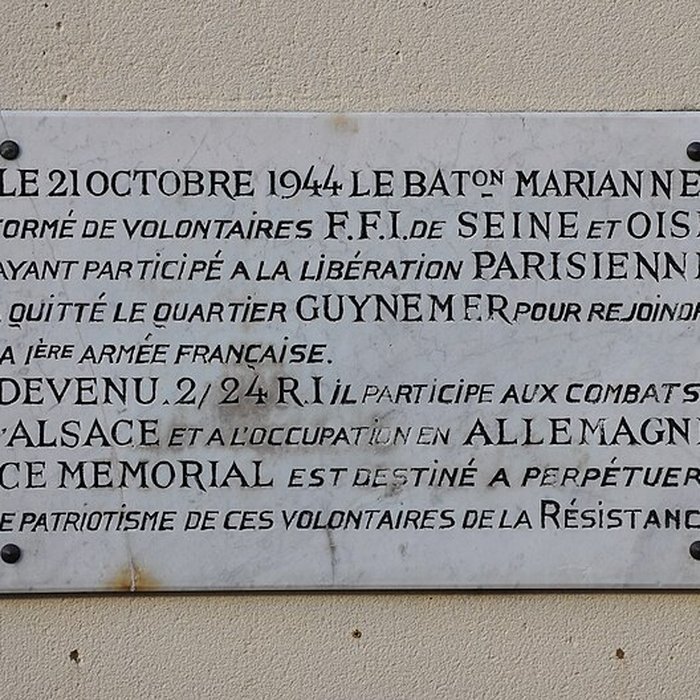 LE 21 OCTOBRE 1944 LE BATON MARIANNE
FORMÉ DE VOLONTAIRES F.F.I. DE SEINE ET OISE
AYANT PARTICIPÉ A LA LIBÉRATION PARISIENNE
A QUITTÉ LE QUARTIER GUYNEMER POUR REJOINDRE
LA 1ÈRE ARMÉE FRANÇAISE.
DEVENU. 2/24 R.I IL PARTICIPE AUX COMBATS
D'ALSACE ET A L'OCCUPATION EN ALLEMAGNE
CE MEMORIAL EST DESTINÉ A PERPÉTUER
LE PATRIOTISME DE CES VOLONTAIRES DE LA RÉSISTANCE